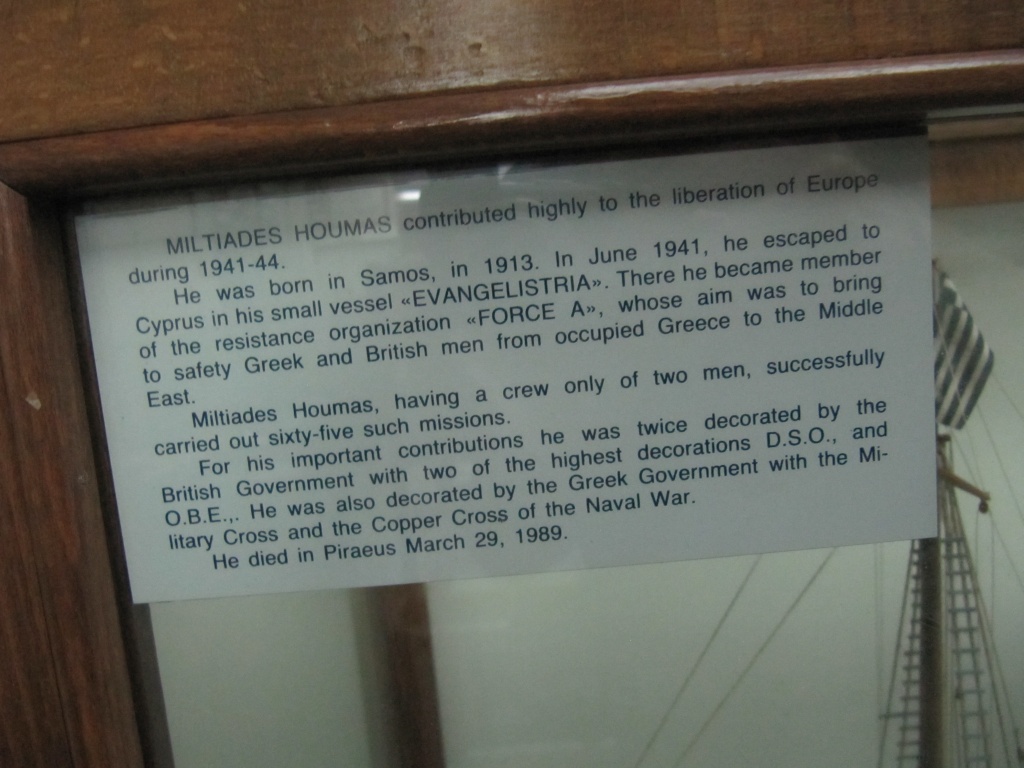 MILTIADES HOUMAS contributed highly to the liberation of Europe
during 1941-44.
He was born in Samos, in 1913. In June 1941, he escaped to
Cyprus in his small vessel «EVANGELISTRIA». There he became member
of the resistance organization «FORCE A», whose aim was to bring
to safety Greek and British men from occupied Greece to the Middle
East.
Miltiades Houmas, having a crew only of two men, successfully
carried out sixty-five such missions.
For his important contributions he was twice decorated by the
British Government with two of the highest decorations D.S.O., and
O.B.E.,. He was also decorated by the Greek Government with the Mi-
litary Cross and the Copper Cross of the Naval War.
He died in Piraeus March 29, 1989.